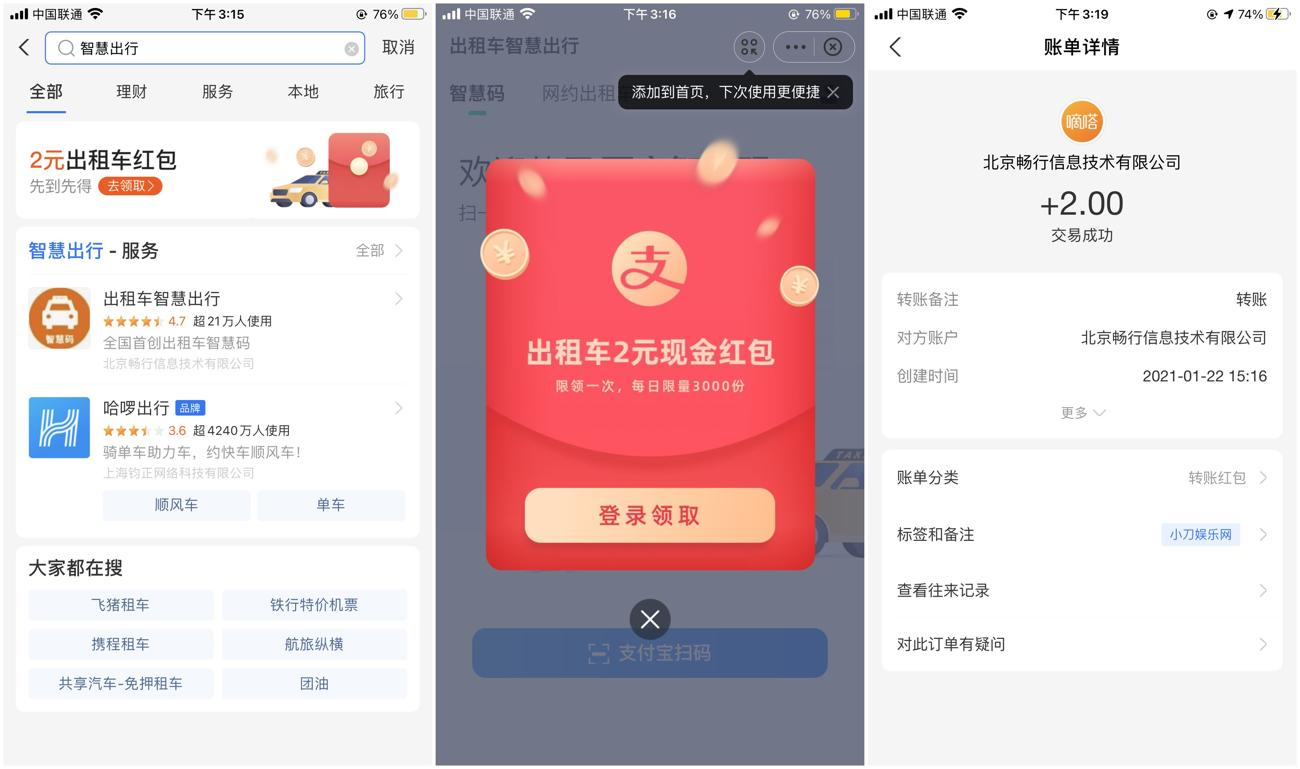 中国联通
下午3:15
76%
智慧出行
取消
全部
理财
服务
本地
旅行
2元出租车红包
先到先得 去领取>
智慧出行 - 服务
全部
出租车智慧出行
4.7 超21万人使用
全国首创出租车智慧码
北京畅行信息技术有限公司
智慧码
哈啰出行 品牌
3.6 超4240万人使用
骑单车助力车，约快车顺风车！
上海钧正网络科技有限公司
顺风车
单车
大家都在搜
飞猪租车
铁行特价机票
携程租车
航旅纵横
共享汽车-免押租车
团油
中国联通
下午3:16
76%
出租车智慧出行
添加到首页，下次使用更便捷
智慧码
网约出租
欢
扫一
支
出租车2元现金红包
限领一次，每日限量3000份
TAXI
登录领取
支付宝扫码
中国联通
下午3:19
74%
账单详情
嘀嗒
北京畅行信息技术有限公司
+2.00
交易成功
转账备注
转账
对方账户
北京畅行信息技术有限公司
创建时间
2021-01-22 15:16
更多
账单分类
转账红包
标签和备注
小刀娱乐网
查看往来记录
对此订单有疑问